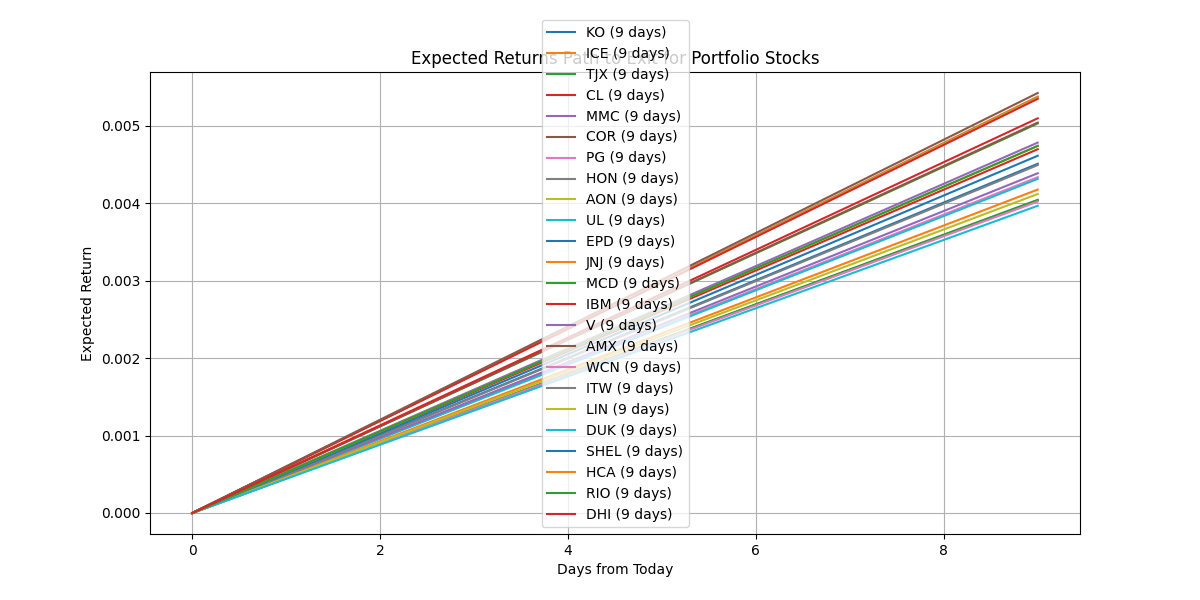 Expected Returns Path to Exit for Portfolio Stocks
KO (9 days)
ICE (9 days)
TJX (9 days)
CL (9 days)
MMC (9 days)
COR (9 days)
PG (9 days)
HON (9 days)
AON (9 days)
UL (9 days)
EPD (9 days)
JNJ (9 days)
MCD (9 days)
IBM (9 days)
V (9 days)
AMX (9 days)
WCN (9 days)
ITW (9 days)
LIN (9 days)
DUK (9 days)
SHEL (9 days)
HCA (9 days)
RIO (9 days)
DHI (9 days)
Expected Return
0.005
0.004
0.003
0.002
0.001
0.000
0 2 4 6 8
Days from Today